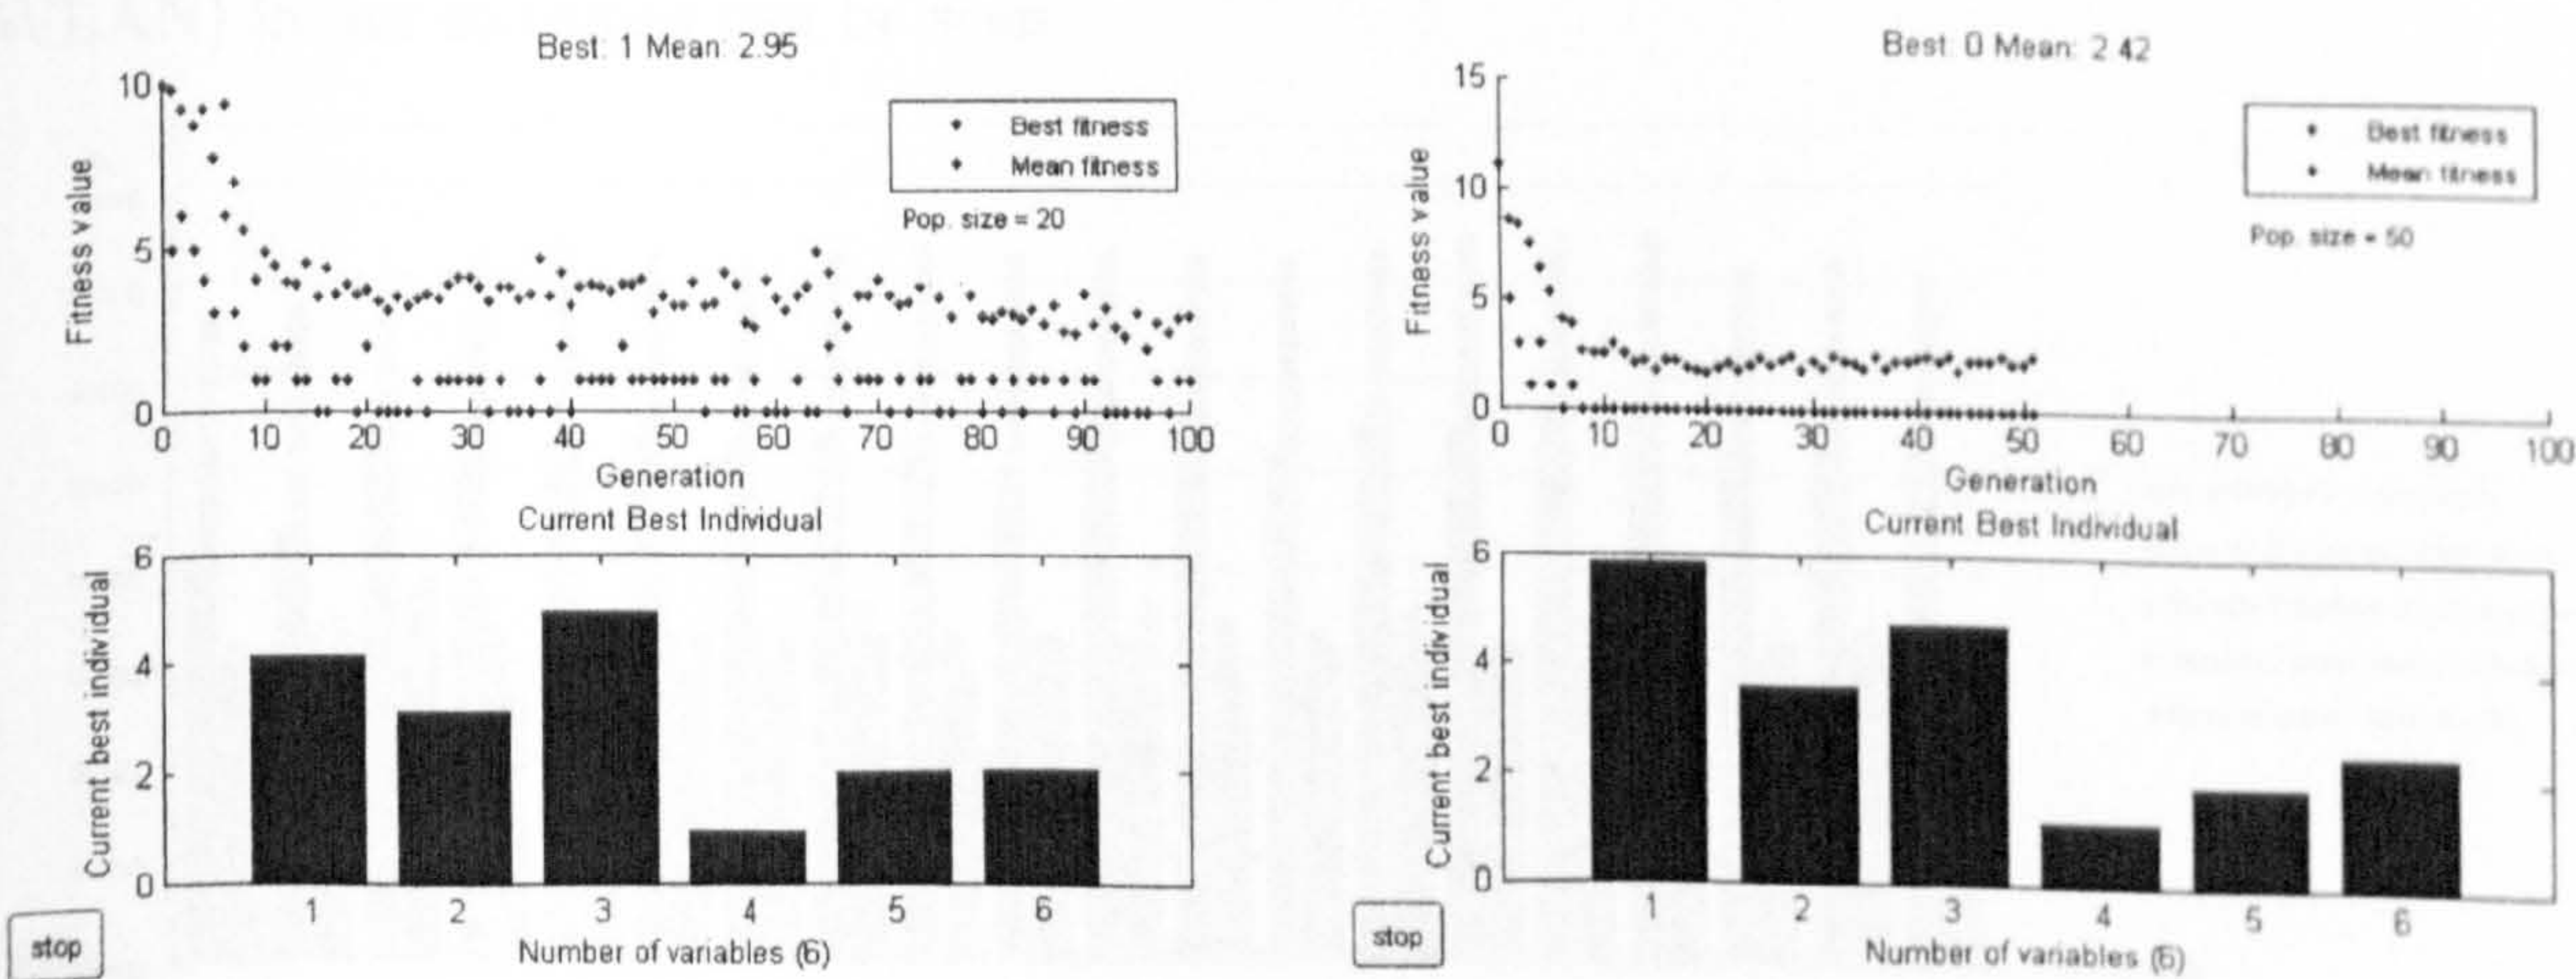 Best: 1 Mean: 2.95
10
5
0
Fitness value
Best fitness
Mean fitness
Pop. size = 20
0 10 20 30 40 50 60 70 80 90 100
Generation
Current Best Individual
6
4
2
0
Current best individual
1 2 3 4 5 6
Number of variables (6)
stop
Best: 0 Mean: 2.42
15
10
5
0
Fitness value
Best fitness
Mean fitness
Pop. size = 50
0 10 20 30 40 50 60 70 80 90 100
Generation
Current Best Individual
6
4
2
0
Current best individual
1 2 3 4 5 6
Number of variables (6)
stop